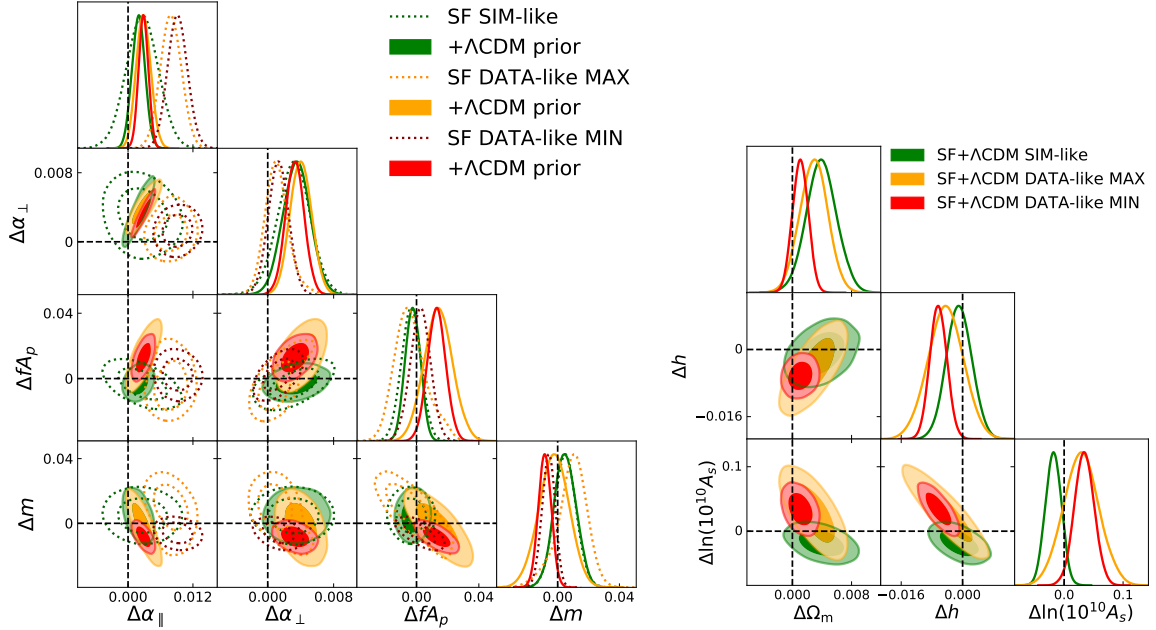 SF SIM-like
+ΛCDM prior
SF DATA-like MAX
+ΛCDM prior
SF DATA-like MIN
+ΛCDM prior
0.008
0
Δα⊥
0.04
0
ΔfAₚ
0.04
0
Δm
0.000 0.012
Δα∥
0.000 0.008
Δα⊥
0.00 0.04
ΔfAₚ
0.00 0.04
Δm
SF+ΛCDM SIM-like
SF+ΛCDM DATA-like MAX
SF+ΛCDM DATA-like MIN
0
−0.016
Δh
0.1
0
Δln(10¹⁰Aₛ)
0.000 0.008
ΔΩₘ
−0.016 0.000
Δh
0.0 0.1
Δln(10¹⁰Aₛ)